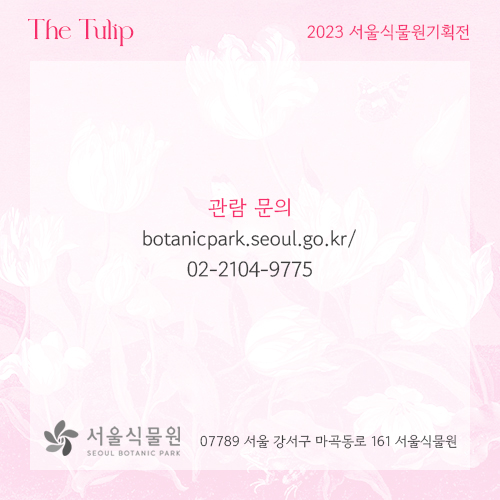 The Tulip
2023 서울식물원기획전
관람 문의
botanicpark.seoul.go.kr/
02-2104-9775
서울식물원
SEOUL BOTANIC PARK
07789 서울 강서구 마곡동로 161 서울식물원